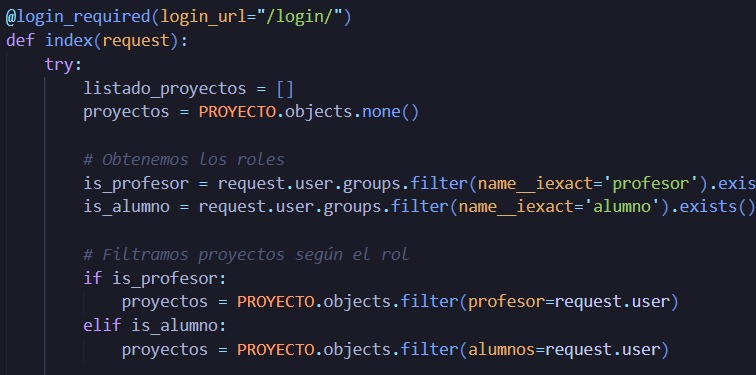 @login_required(login_url="/login/")
def index(request):
    try:
        listado_proyectos = []
        proyectos = PROYECTO.objects.none()

        # Obtenemos los roles
        is_profesor = request.user.groups.filter(name__iexact='profesor').exis
        is_alumno = request.user.groups.filter(name__iexact='alumno').exists()

        # Filtramos proyectos según el rol
        if is_profesor:
            proyectos = PROYECTO.objects.filter(profesor=request.user)
        elif is_alumno:
            proyectos = PROYECTO.objects.filter(alumnos=request.user)